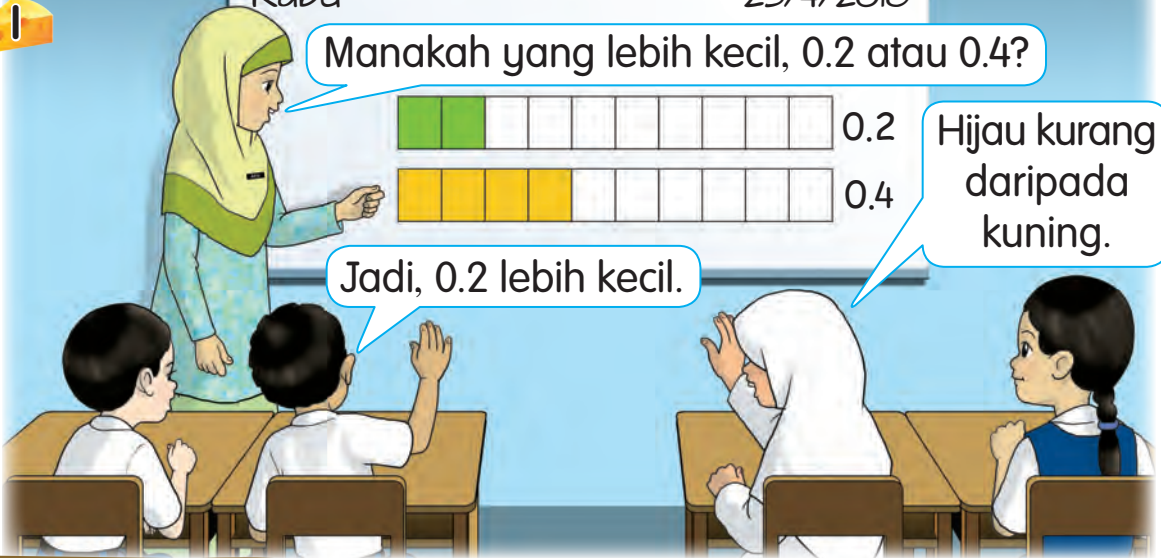 1
Manakah yang lebih kecil, 0.2 atau 0.4?
0.2
0.4
Hijau kurang
daripada
kuning.
Jadi, 0.2 lebih kecil.